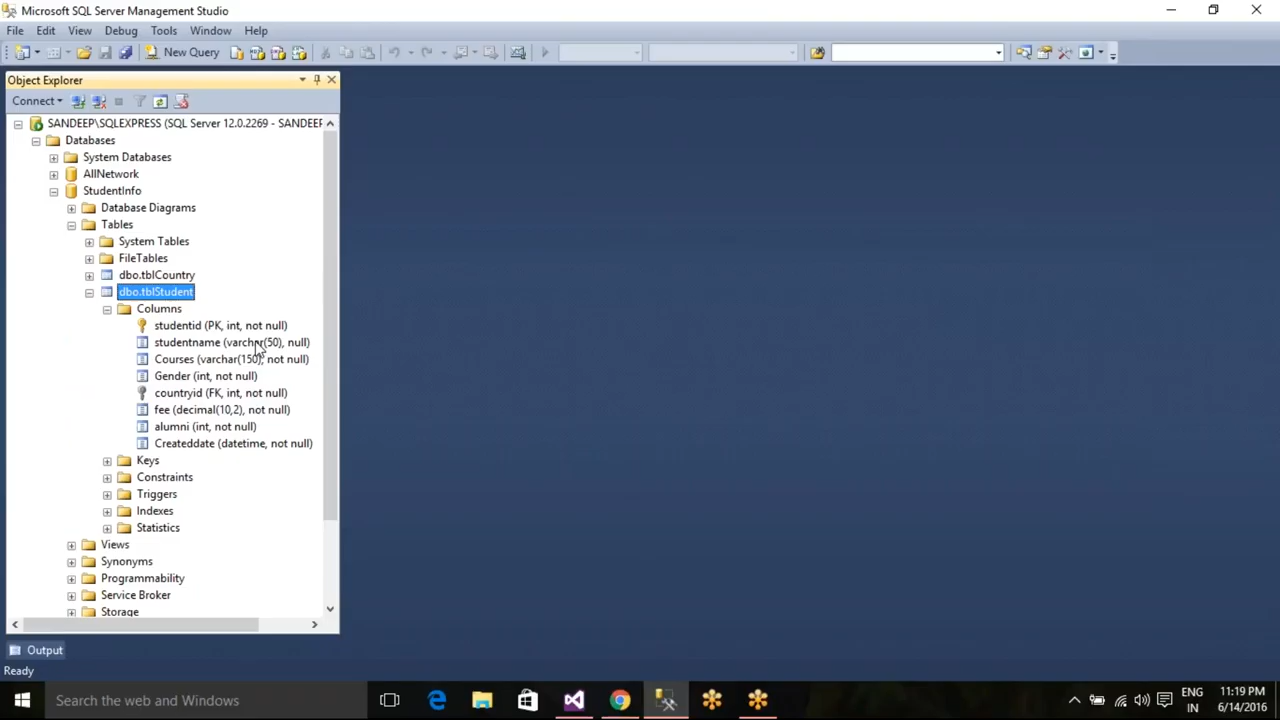 Microsoft SQL Server Management Studio
File Edit View Debug Tools Window Help
New Query
Object Explorer
Connect
SANDEEP\SQLEXPRESS (SQL Server 12.0.2269 - SANDEEP
Databases
System Databases
AllNetwork
StudentInfo
Database Diagrams
Tables
System Tables
FileTables
dbo.tblCountry
dbo.tblStudent
Columns
studentid (PK, int, not null)
studentname (varchar(50), null)
Courses (varchar(150), not null)
Gender (int, not null)
countryid (FK, int, not null)
fee (decimal(10,2), not null)
alumni (int, not null)
Createddate (datetime, not null)
Keys
Constraints
Triggers
Indexes
Statistics
Views
Synonyms
Programmability
Service Broker
Storage
Output
Ready
Search the web and Windows
ENG
IN
11:19 PM
6/14/2016